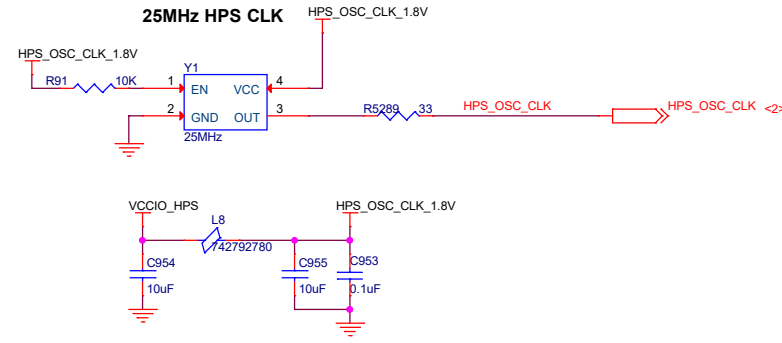 25MHz HPS CLK
HPS_OSC_CLK_1.8V
HPS_OSC_CLK_1.8V
Y1
R91 10K 1 EN VCC 4
2 GND OUT 3 R5289 33 HPS_OSC_CLK HPS_OSC_CLK <2>
25MHz
VCCIO_HPS HPS_OSC_CLK_1.8V
L8
742792780
C954 C955 C953
10uF 10uF 0.1uF